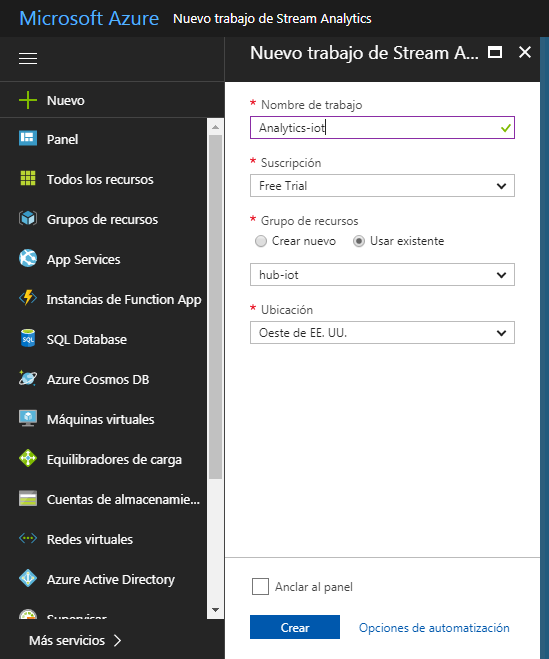 Microsoft Azure Nuevo trabajo de Stream Analytics
Nuevo
Panel
Todos los recursos
Grupos de recursos
App Services
Instancias de Function App
SQL Database
Azure Cosmos DB
Máquinas virtuales
Equilibradores de carga
Cuentas de almacenamie...
Redes virtuales
Azure Active Directory
Supervisar
Más servicios
Nuevo trabajo de Stream A...
* Nombre de trabajo
Analytics-iot
* Suscripción
Free Trial
* Grupo de recursos
Crear nuevo Usar existente
hub-iot
* Ubicación
Oeste de EE. UU.
Anclar al panel
Crear Opciones de automatización